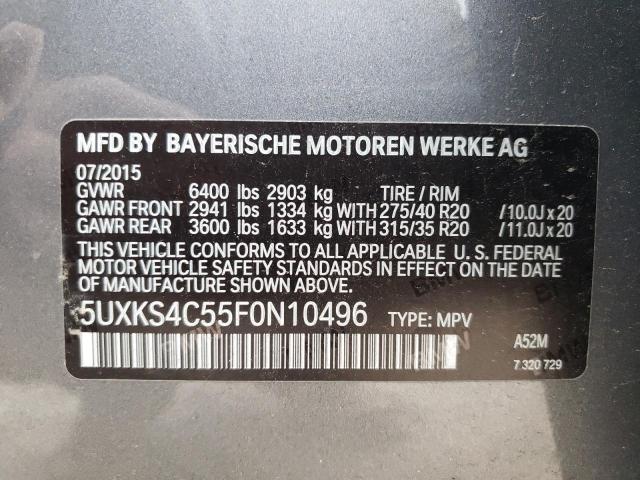 MFD BY BAYERISCHE MOTOREN WERKE AG
07/2015
GVWR 6400 lbs 2903 kg TIRE / RIM
GAWR FRONT 2941 lbs 1334 kg WITH 275/40 R20 /10.0J x 20
GAWR REAR 3600 lbs 1633 kg WITH 315/35 R20 /11.0J x 20
THIS VEHICLE CONFORMS TO ALL APPLICABLE U. S. FEDERAL
MOTOR VEHICLE SAFETY STANDARDS IN EFFECT ON THE DATE
OF MANUFACTURE SHOWN ABOVE.
5UXKS4C55F0N10496 TYPE: MPV
A52M
7 320 729